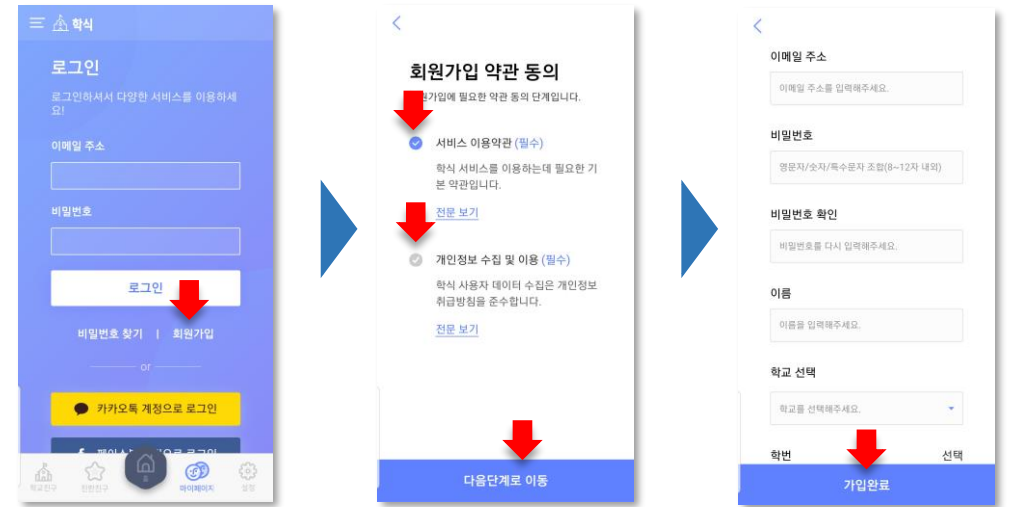 학식
로그인
로그인하셔서 다양한 서비스를 이용하세
요!
이메일 주소
비밀번호
로그인
비밀번호 찾기 | 회원가입
or
카카오톡 계정으로 로그인
로그인
학교친구
마이페이지
설정
회원가입 약관 동의
가입에 필요한 약관 동의 단계입니다.
서비스 이용약관 (필수)
학식 서비스를 이용하는데 필요한 기
본 약관입니다.
전문 보기
개인정보 수집 및 이용 (필수)
학식 사용자 데이터 수집은 개인정보
취급방침을 준수합니다.
전문 보기
다음단계로 이동
이메일 주소
이메일 주소를 입력해주세요.
비밀번호
영문자/숫자/특수문자 조합(8~12자 내외)
비밀번호 확인
비밀번호를 다시 입력해주세요.
이름
이름을 입력해주세요.
학교 선택
학교를 선택해주세요.
학번 선택
가입완료